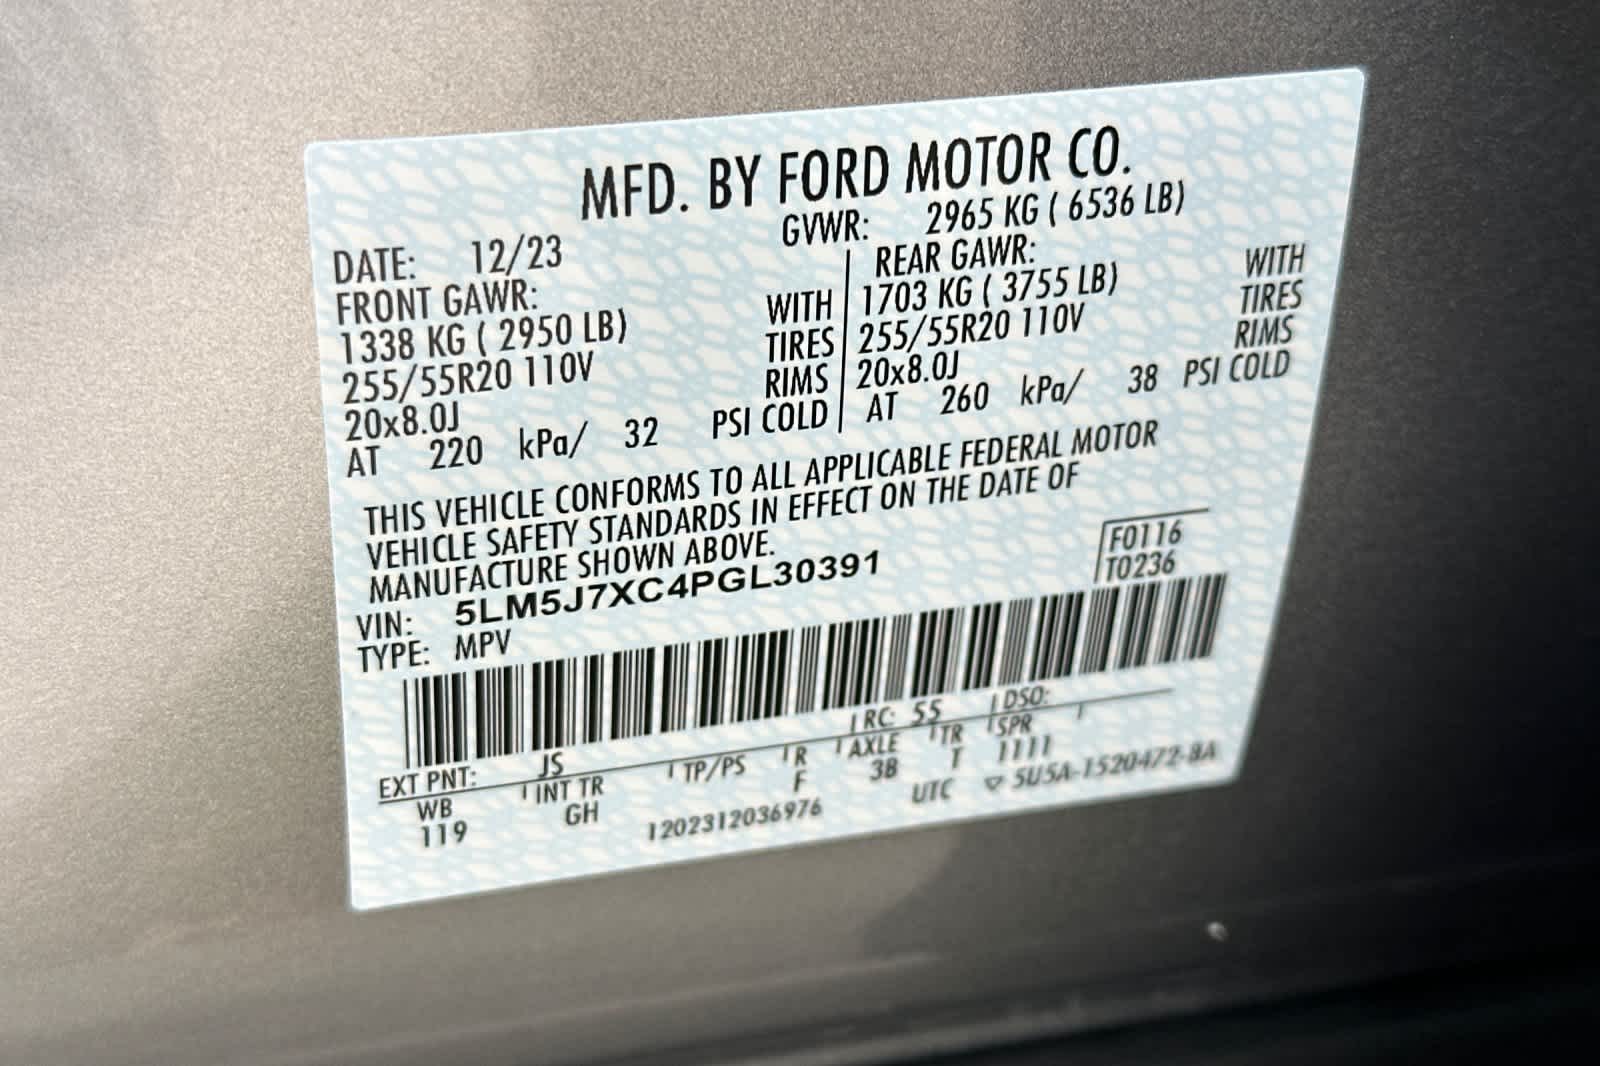 MFD. BY FORD MOTOR CO.
DATE: 12/23 GVWR: 2965 KG ( 6536 LB)
FRONT GAWR: REAR GAWR:
1338 KG ( 2950 LB) WITH 1703 KG ( 3755 LB) WITH
255/55R20 110V TIRES 255/55R20 110V TIRES
20x8.0J RIMS 20x8.0J RIMS
AT 220 kPa/ 32 PSI COLD AT 260 kPa/ 38 PSI COLD
THIS VEHICLE CONFORMS TO ALL APPLICABLE FEDERAL MOTOR
VEHICLE SAFETY STANDARDS IN EFFECT ON THE DATE OF
MANUFACTURE SHOWN ABOVE.
VIN: 5LM5J7XC4PGL30391 F0116
TYPE: MPV T0236
EXT PNT: JS RC: 55 DSO:
WB INT TR TP/PS R AXLE TR SPR
119 GH F 38 T 1111
1202312036976 UTC ▽ 5U5A-1520472-8A